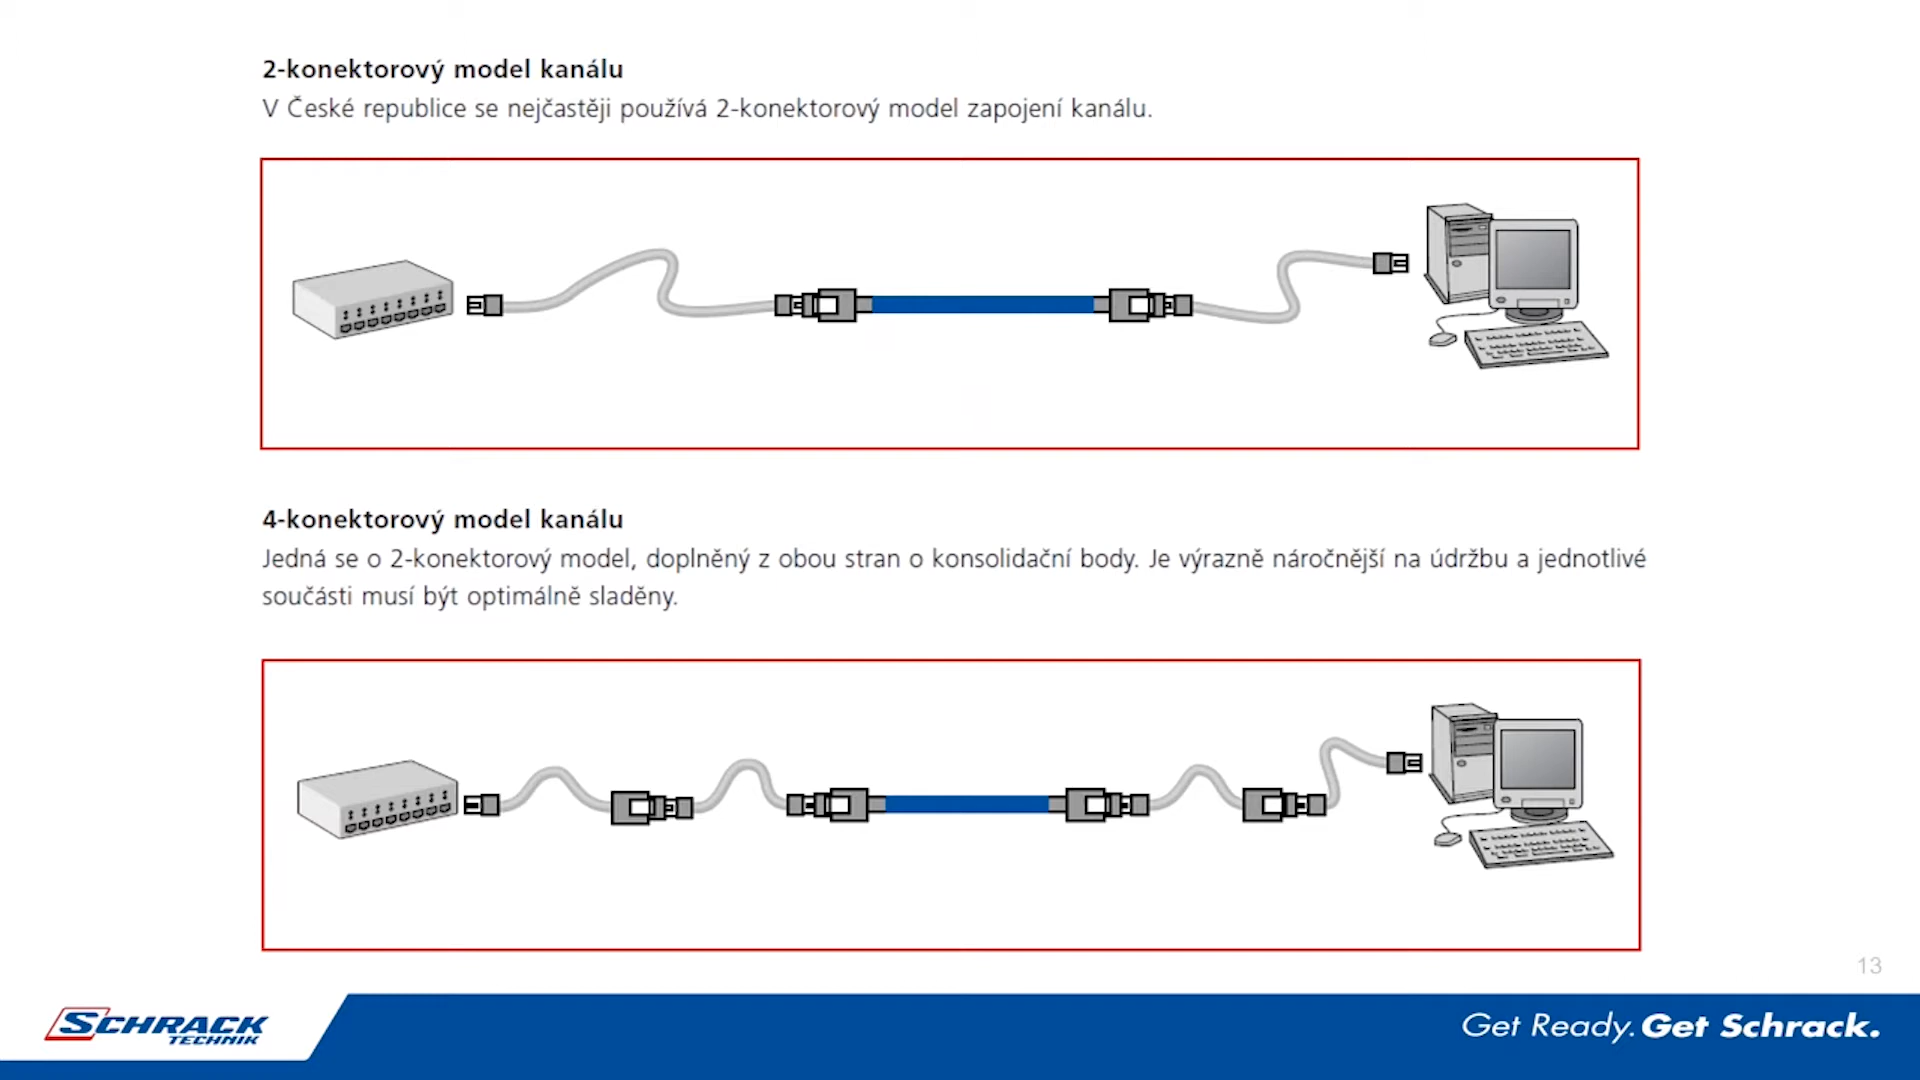 2-konektorový model kanálu
V České republice se nejčastěji používá 2-konektorový model zapojení kanálu.
4-konektorový model kanálu
Jedná se o 2-konektorový model, doplněný z obou stran o konsolidační body. Je výrazně náročnější na údržbu a jednotlivé
součásti musí být optimálně sladěny.
13
SCHRACK
TECHNIK
Get Ready. Get Schrack.